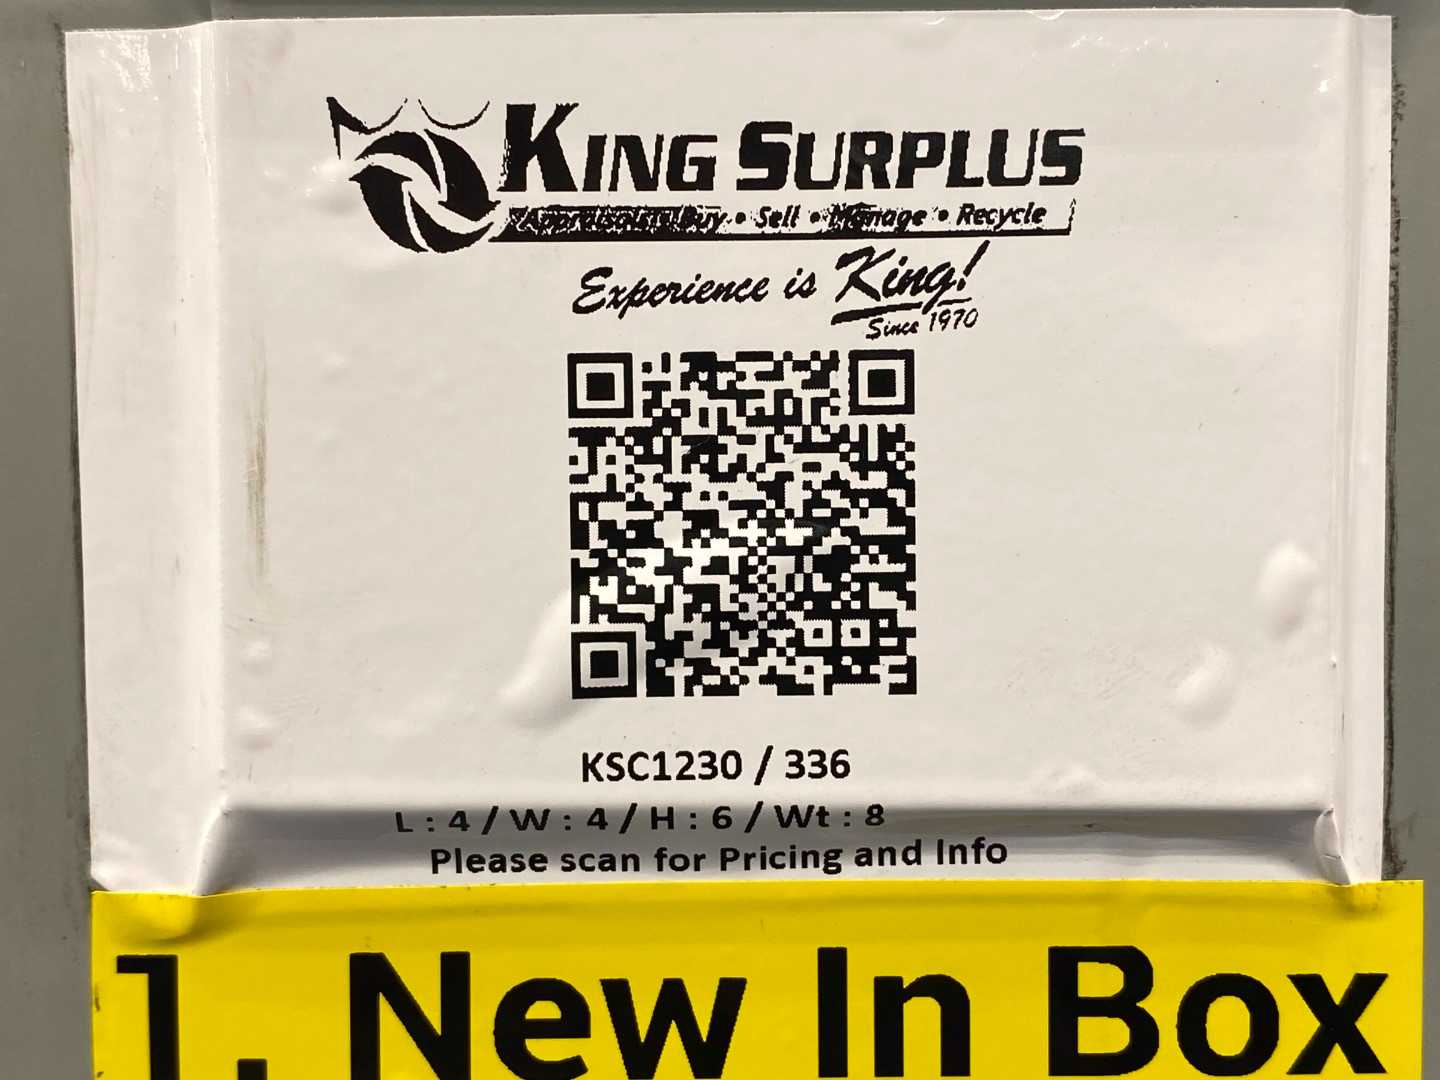 KING SURPLUS
Appraisals • Buy • Sell • Manage • Recycle
Experience is King!
Since 1970
KSC1230 / 336
L : 4 / W : 4 / H : 6 / Wt : 8
Please scan for Pricing and Info
1. New In Box